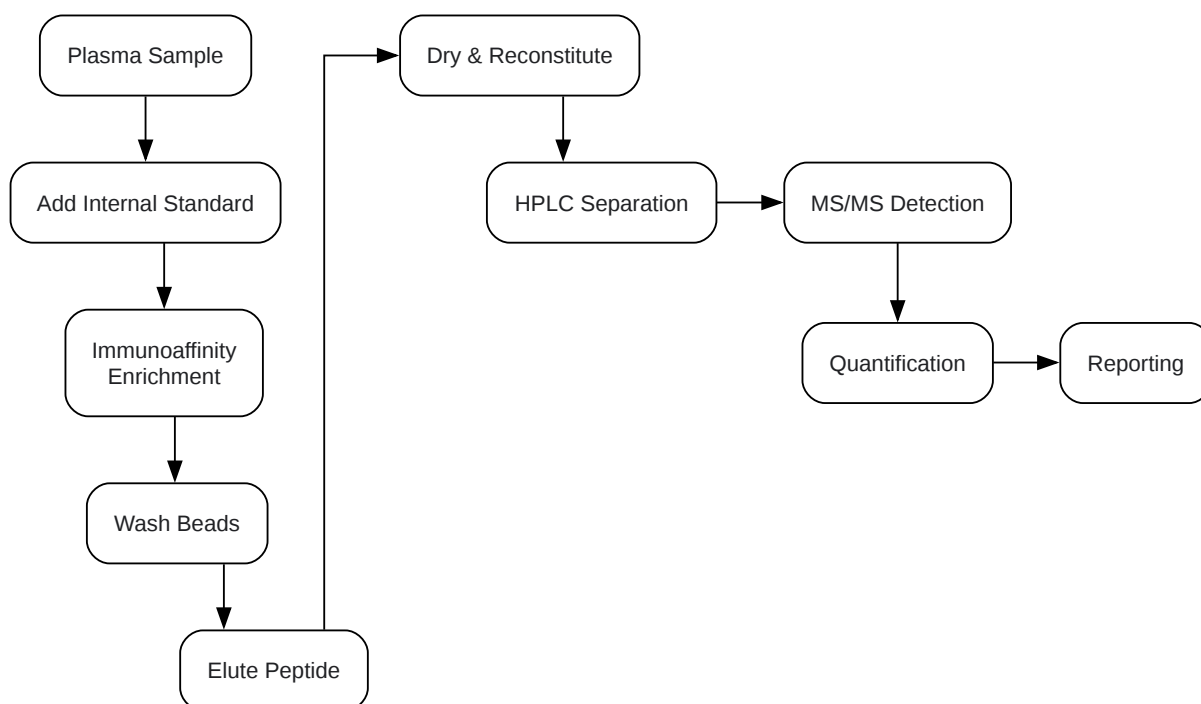 Plasma Sample
Add Internal Standard
Immunoaffinity
Enrichment
Wash Beads
Elute Peptide
Dry & Reconstitute
HPLC Separation
MS/MS Detection
Quantification
Reporting